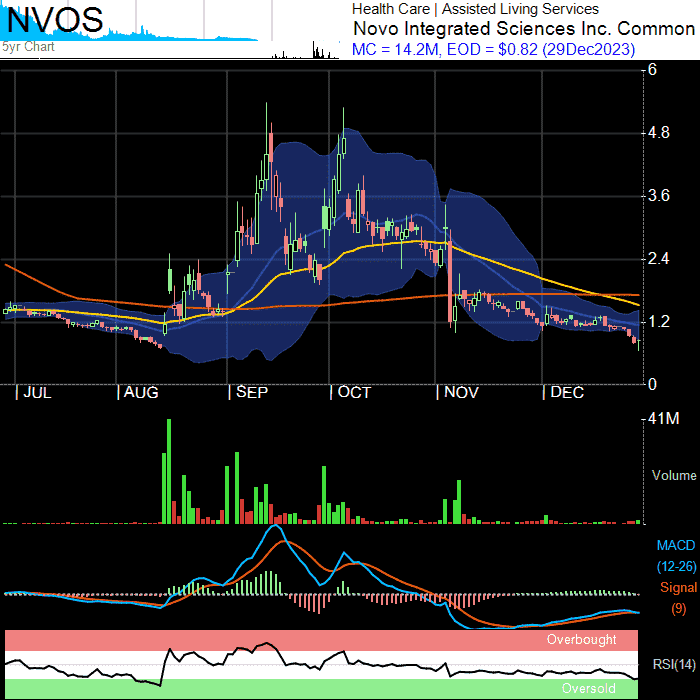 NVOS
5yr Chart
Health Care | Assisted Living Services
Novo Integrated Sciences Inc. Common
MC = 14.2M, EOD = $0.82 (29Dec2023)
6
4.8
3.6
2.4
1.2
0
| JUL | AUG | SEP | OCT | NOV | DEC
41M
Volume
MACD
(12-26)
Signal
(9)
Overbought
RSI(14)
Oversold